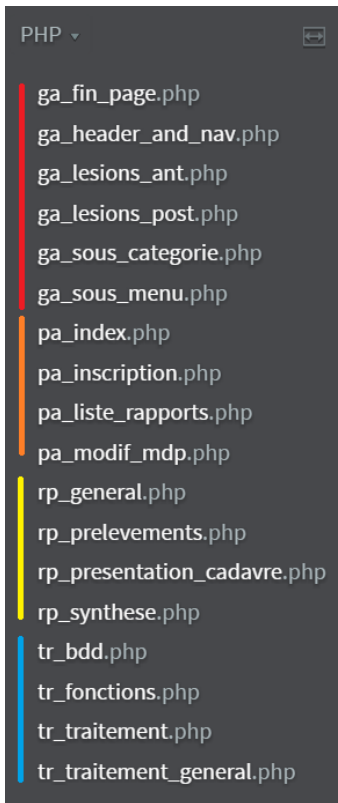 PHP
ga_fin_page.php
ga_header_and_nav.php
ga_lesions_ant.php
ga_lesions_post.php
ga_sous_categorie.php
ga_sous_menu.php
pa_index.php
pa_inscription.php
pa_liste_rapports.php
pa_modif_mdp.php
rp_general.php
rp_prelevements.php
rp_presentation_cadavre.php
rp_synthese.php
tr_bdd.php
tr_fonctions.php
tr_traitement.php
tr_traitement_general.php